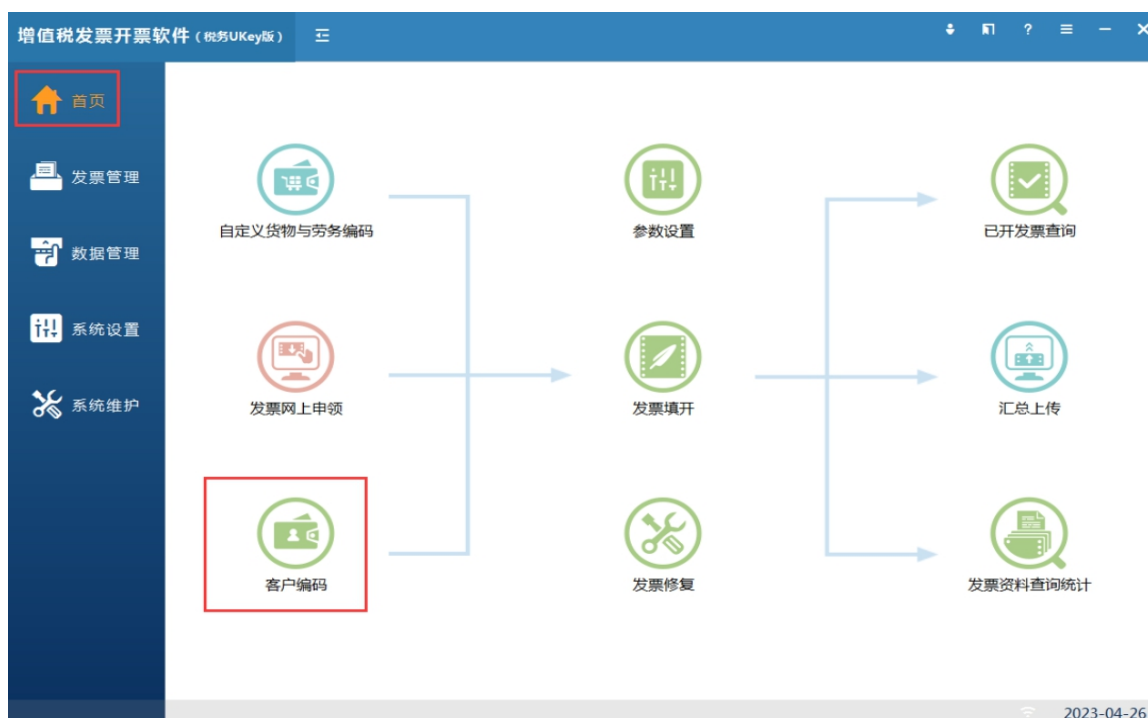 增值税发票开票软件（税务UKey版）
首页
发票管理
数据管理
系统设置
系统维护
自定义货物与劳务编码
参数设置
已开发票查询
发票网上申领
发票填开
汇总上传
客户编码
发票修复
发票资料查询统计
2023-04-26